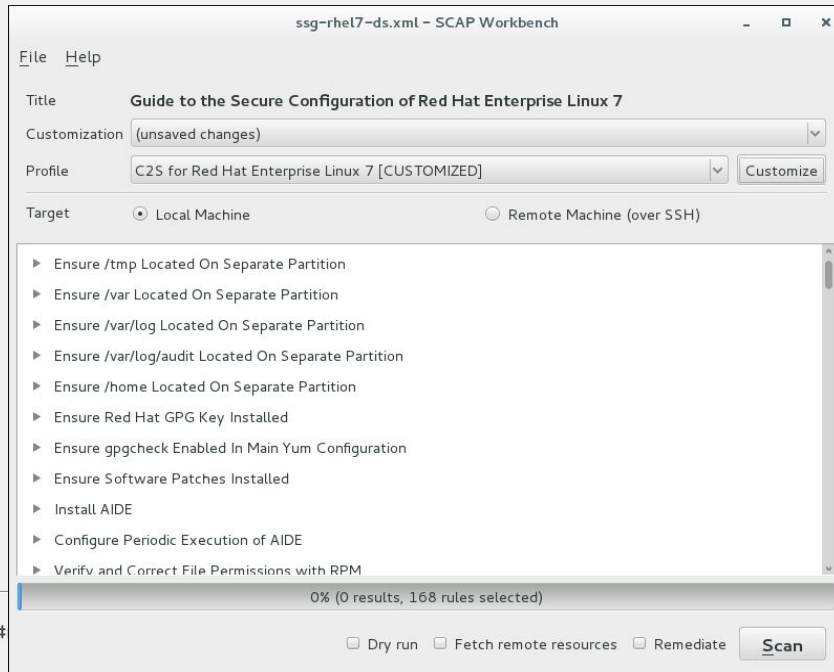 ssg-rhel7-ds.xml – SCAP Workbench
File Help
Title Guide to the Secure Configuration of Red Hat Enterprise Linux 7
Customization (unsaved changes)
Profile C2S for Red Hat Enterprise Linux 7 [CUSTOMIZED] Customize
Target Local Machine Remote Machine (over SSH)
Ensure /tmp Located On Separate Partition
Ensure /var Located On Separate Partition
Ensure /var/log Located On Separate Partition
Ensure /var/log/audit Located On Separate Partition
Ensure /home Located On Separate Partition
Ensure Red Hat GPG Key Installed
Ensure gpgcheck Enabled In Main Yum Configuration
Ensure Software Patches Installed
Install AIDE
Configure Periodic Execution of AIDE
Verify and Correct File Permissions with RPM
0% (0 results, 168 rules selected)
#
Dry run Fetch remote resources Remediate Scan